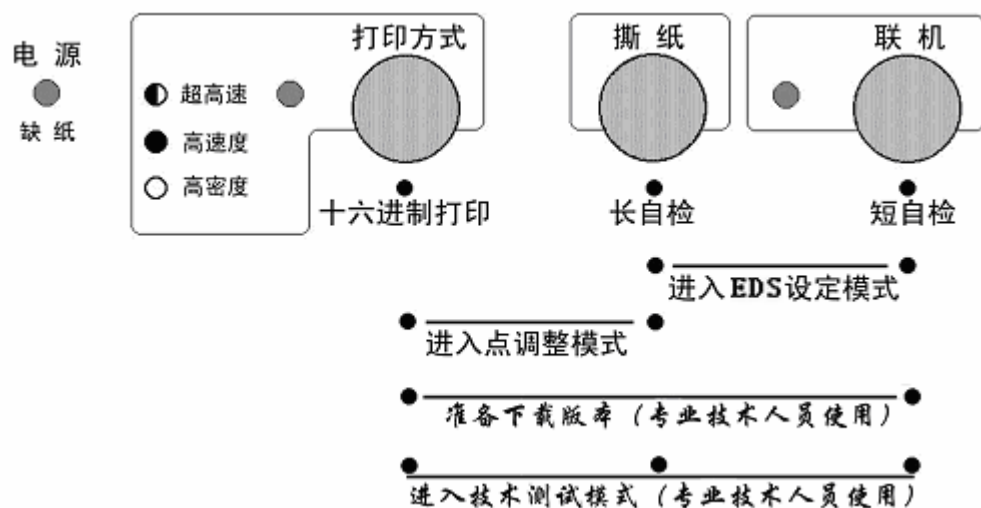 电 源
缺 纸
打印方式
超高速
高速度
高密度
撕 纸
联 机
十六进制打印
长自检
短自检
进入EDS设定模式
进入点调整模式
准备下载版本（专业技术人员使用）
进入技术测试模式（专业技术人员使用）